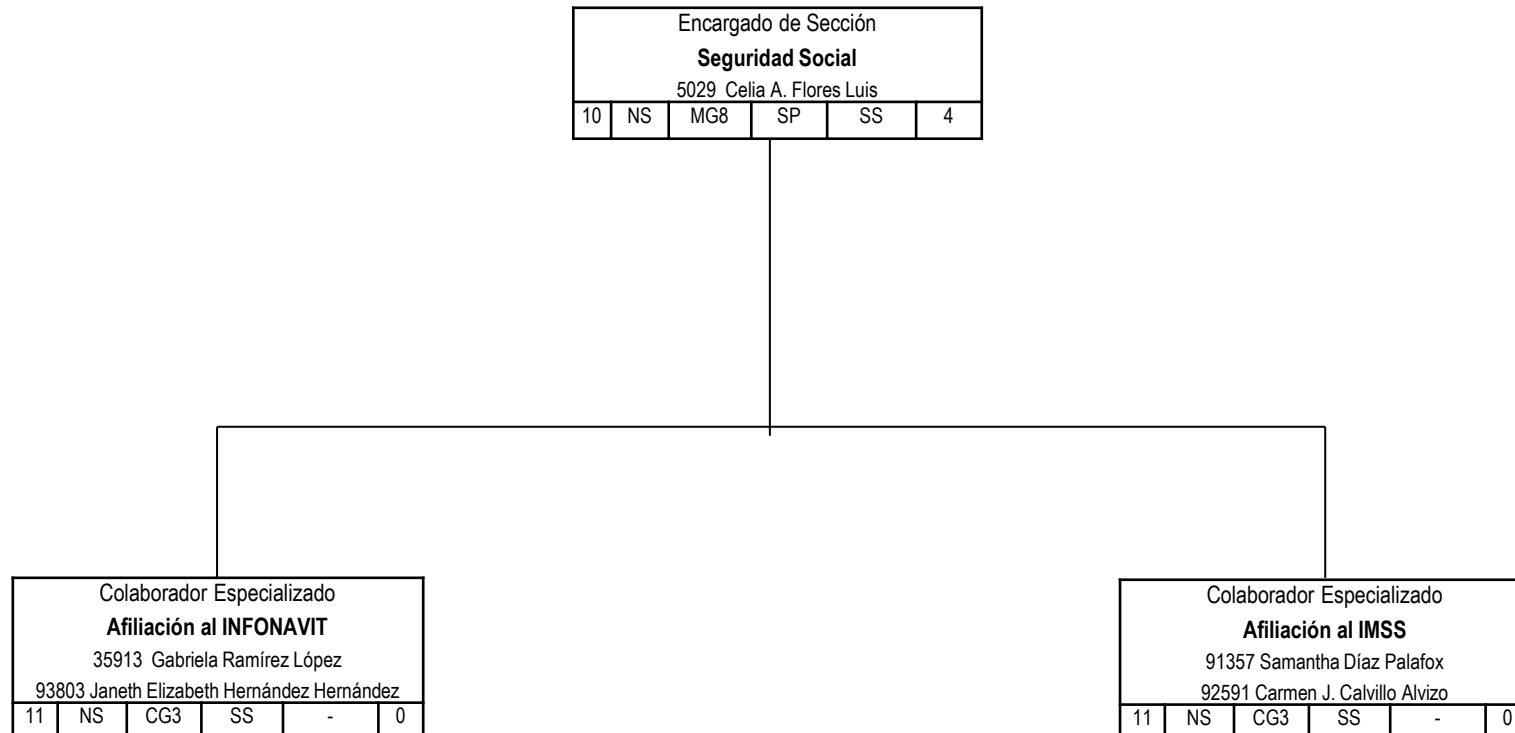 Encargado de Sección
Seguridad Social
5029 Celia A. Flores Luis
10 NS MG8 SP SS 4
Colaborador Especializado
Afiliación al INFONAVIT
35913 Gabriela Ramírez López
93803 Janeth Elizabeth Hernández Hernández
11 NS CG3 SS - 0
Colaborador Especializado
Afiliación al IMSS
91357 Samantha Díaz Palafox
92591 Carmen J. Calvillo Alvizo
11 NS CG3 SS - 0